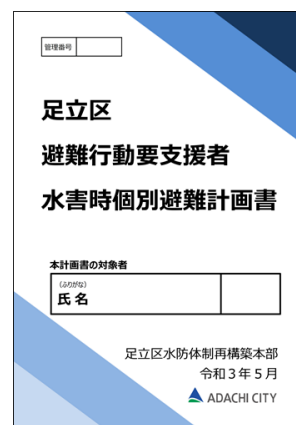 管理番号
足立区
避難行動要支援者
水害時個別避難計画書
本計画書の対象者
(ふりがな)
氏 名
足立区水防体制再構築本部
令和３年５月
ADACHI CITY